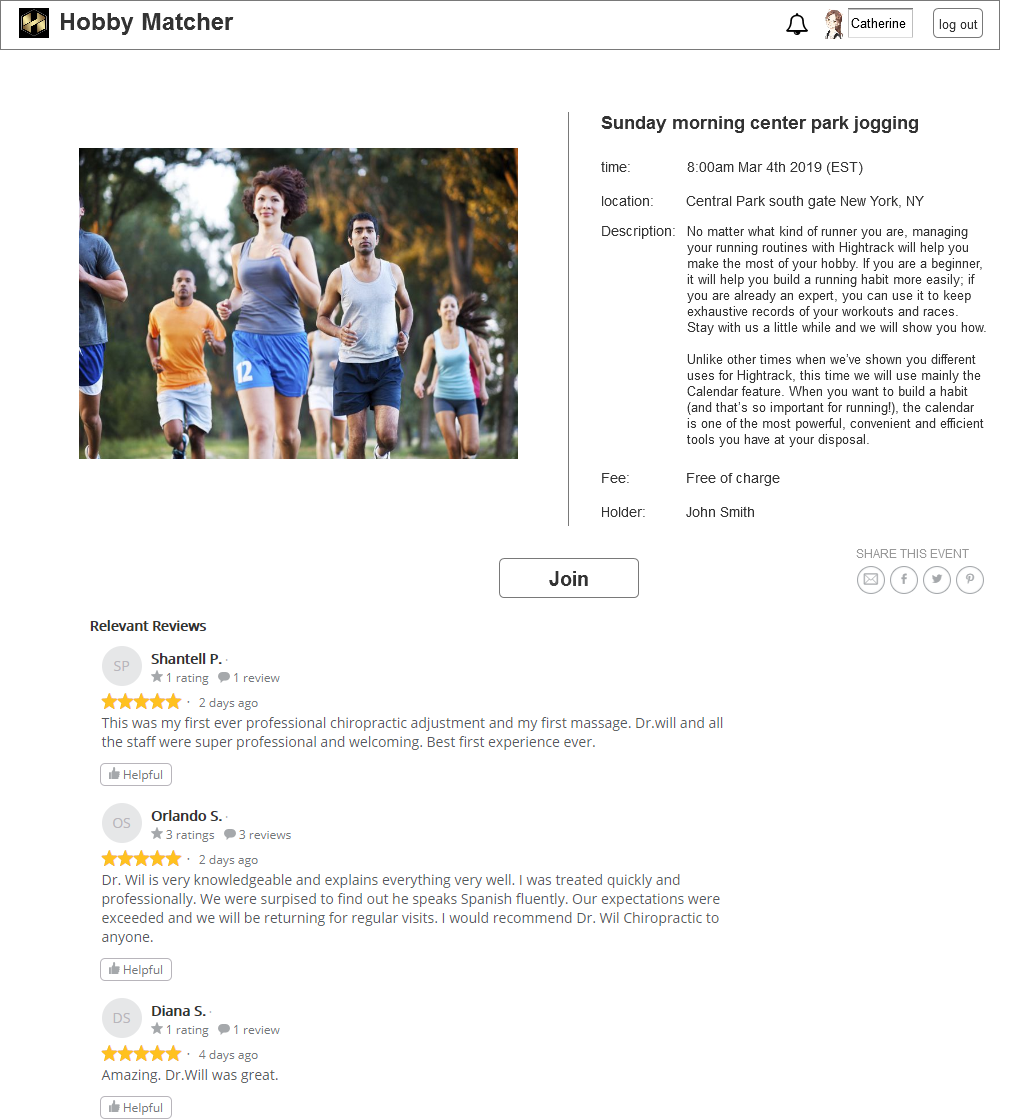 Hobby Matcher
Catherine
log out
Sunday morning center park jogging
time: 8:00am Mar 4th 2019 (EST)
location: Central Park south gate New York, NY
Description: No matter what kind of runner you are, managing
your running routines with Hightrack will help you
make the most of your hobby. If you are a beginner,
it will help you build a running habit more easily; if
you are already an expert, you can use it to keep
exhaustive records of your workouts and races.
Stay with us a little while and we will show you how.
Unlike other times when we’ve shown you different
uses for Hightrack, this time we will use mainly the
Calendar feature. When you want to build a habit
(and that’s so important for running!), the calendar
is one of the most powerful, convenient and efficient
tools you have at your disposal.
Fee: Free of charge
Holder: John Smith
12
Join
SHARE THIS EVENT
Relevant Reviews
SP
Shantell P. ·
1 rating 1 review
· 2 days ago
This was my first ever professional chiropractic adjustment and my first massage. Dr.will and all
the staff were super professional and welcoming. Best first experience ever.
Helpful
OS
Orlando S. ·
3 ratings 3 reviews
· 2 days ago
Dr. Wil is very knowledgeable and explains everything very well. I was treated quickly and
professionally. We were surpised to find out he speaks Spanish fluently. Our expectations were
exceeded and we will be returning for regular visits. I would recommend Dr. Wil Chiropractic to
anyone.
Helpful
DS
Diana S. ·
1 rating 1 review
· 4 days ago
Amazing. Dr.Will was great.
Helpful